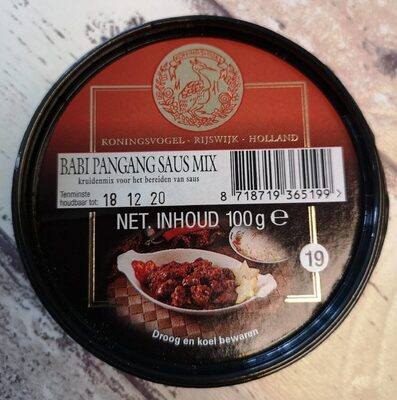 KONINGSVOGEL - RIJSWIJK - HOLLAND
BABI PANGANG SAUS MIX
kruidenmix voor het bereiden van saus
Tenminste
houdbaar tot: 18 12 20
8 718719 365199 >
NET. INHOUD 100 g e
19
Droog en koel bewaren